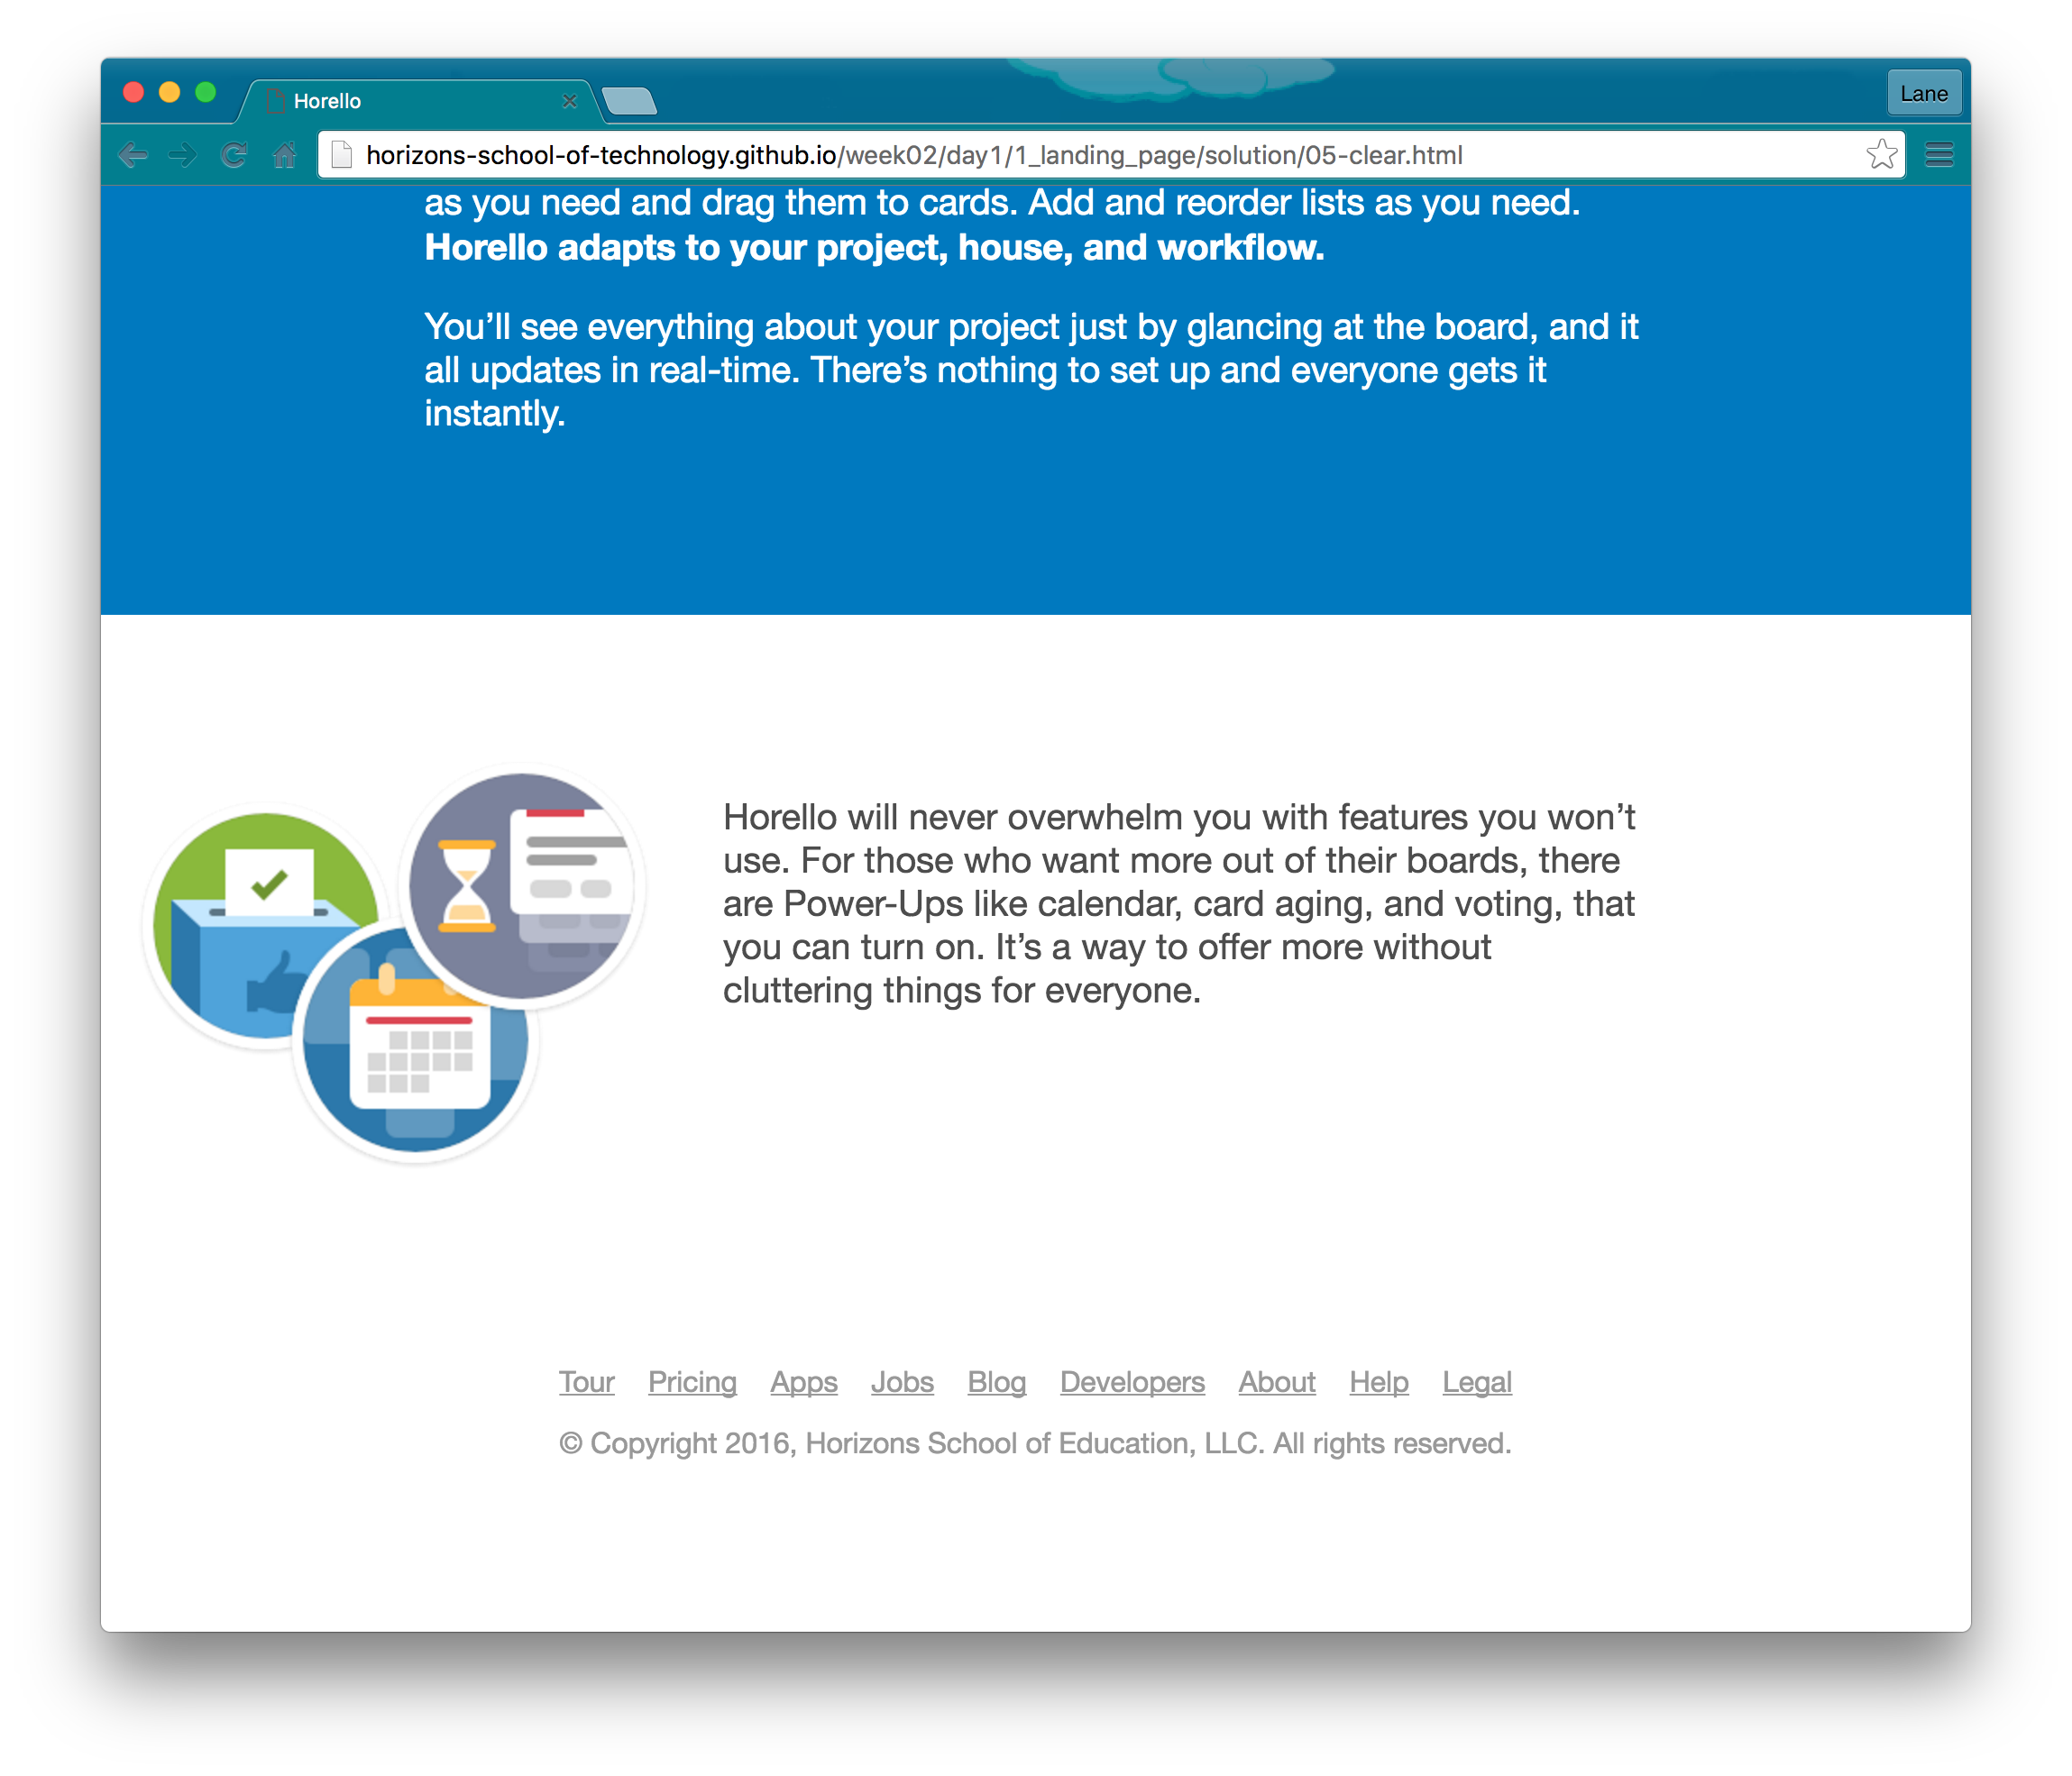 Horello
Lane
horizons-school-of-technology.github.io/week02/day1/1_landing_page/solution/05-clear.html
as you need and drag them to cards. Add and reorder lists as you need.
Horello adapts to your project, house, and workflow.
You’ll see everything about your project just by glancing at the board, and it
all updates in real-time. There’s nothing to set up and everyone gets it
instantly.
Horello will never overwhelm you with features you won’t
use. For those who want more out of their boards, there
are Power-Ups like calendar, card aging, and voting, that
you can turn on. It’s a way to offer more without
cluttering things for everyone.
Tour Pricing Apps Jobs Blog Developers About Help Legal
© Copyright 2016, Horizons School of Education, LLC. All rights reserved.